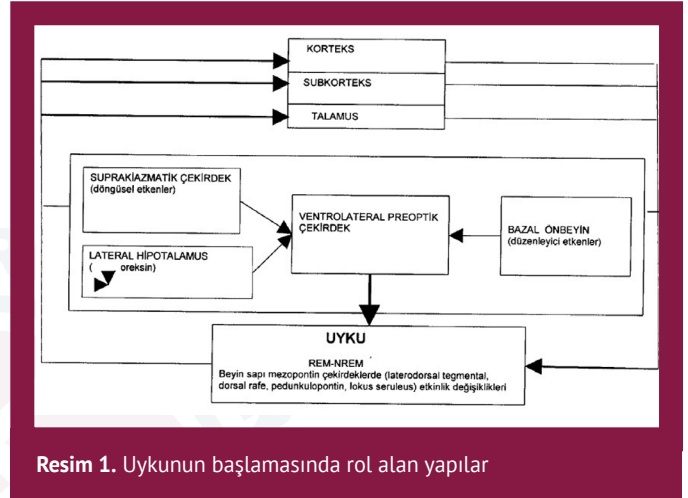 KORTEKS
SUBKORTEKS
TALAMUS
SUPRAKİAZMATİK ÇEKİRDEK
(döngüsel etkenler)
LATERAL HİPOTALAMUS
( oreksin)
VENTROLATERAL PREOPTİK
ÇEKİRDEK
BAZAL ÖNBEYİN
(düzenleyici etkenler)
UYKU
REM-NREM
Beyin sapı mezopontin çekirdeklerde (laterodorsal tegmental,
dorsal rafe, pedunkulopontin, lokus seruleus) etkinlik değişiklikleri
Resim 1. Uykunun başlamasında rol alan yapılar